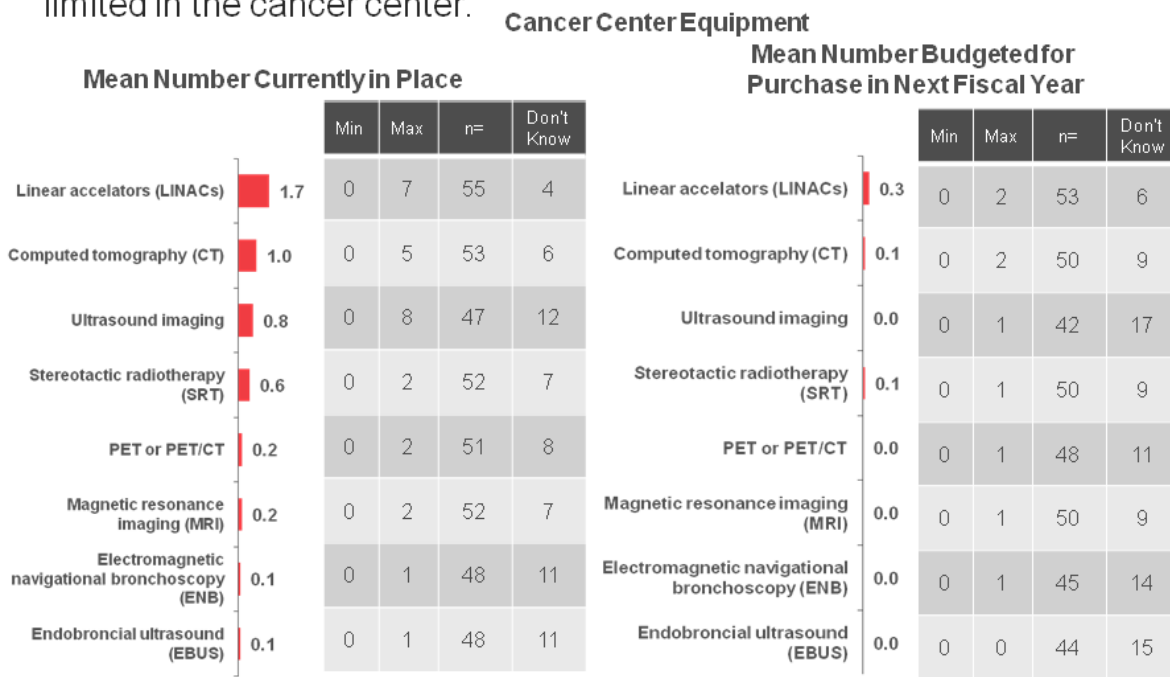 limited in the cancer center.
Cancer Center Equipment
Mean Number Currently in Place
Min Max n= Don't Know
Linear accelators (LINACs) 1.7 0 7 55 4
Computed tomography (CT) 1.0 0 5 53 6
Ultrasound imaging 0.8 0 8 47 12
Stereotactic radiotherapy
(SRT) 0.6 0 2 52 7
PET or PET/CT 0.2 0 2 51 8
Magnetic resonance
imaging (MRI) 0.2 0 2 52 7
Electromagnetic
navigational bronchoscopy
(ENB) 0.1 0 1 48 11
Endobroncial ultrasound
(EBUS) 0.1 0 1 48 11
Mean Number Budgeted for
Purchase in Next Fiscal Year
Min Max n= Don't Know
Linear accelators (LINACs) 0.3 0 2 53 6
Computed tomography (CT) 0.1 0 2 50 9
Ultrasound imaging 0.0 0 1 42 17
Stereotactic radiotherapy
(SRT) 0.1 0 1 50 9
PET or PET/CT 0.0 0 1 48 11
Magnetic resonance imaging
(MRI) 0.0 0 1 50 9
Electromagnetic navigational
bronchoscopy (ENB) 0.0 0 1 45 14
Endobroncial ultrasound
(EBUS) 0.0 0 0 44 15